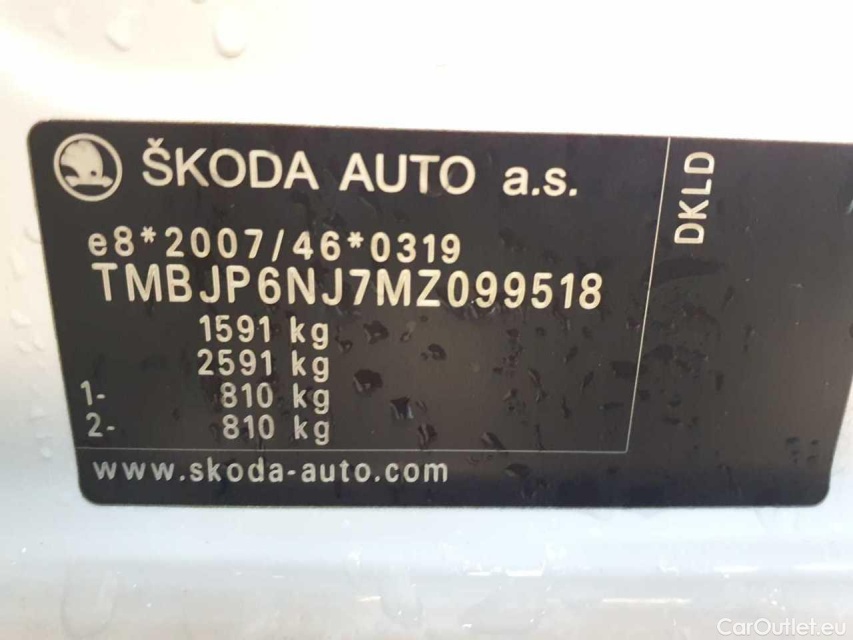 ŠKODA AUTO a.s.
DKLD
e8*2007/46*0319
TMBJP6NJ7MZ099518
1591 kg
2591 kg
1- 810 kg
2- 810 kg
www.skoda-auto.com
CarOutlet.eu